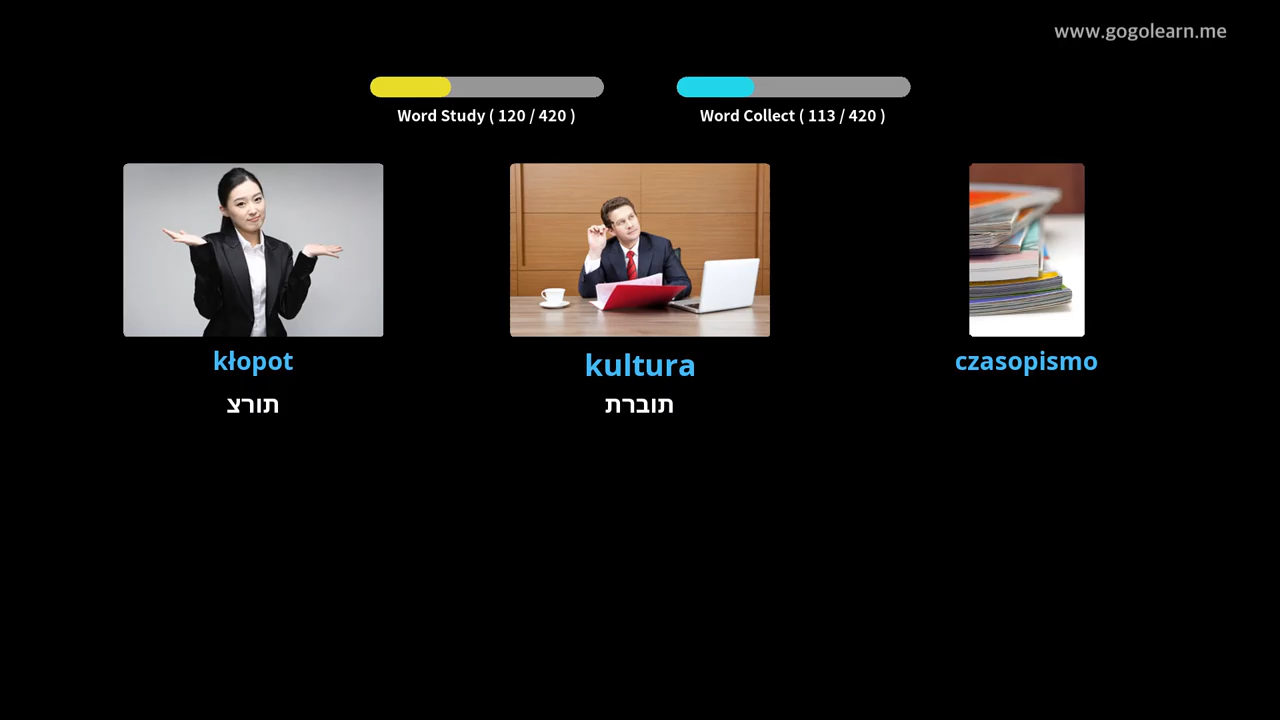 www.gogolearn.me
Word Study ( 120 / 420 )
Word Collect ( 113 / 420 )
kłopot
תורצ
kultura
תוברת
czasopismo